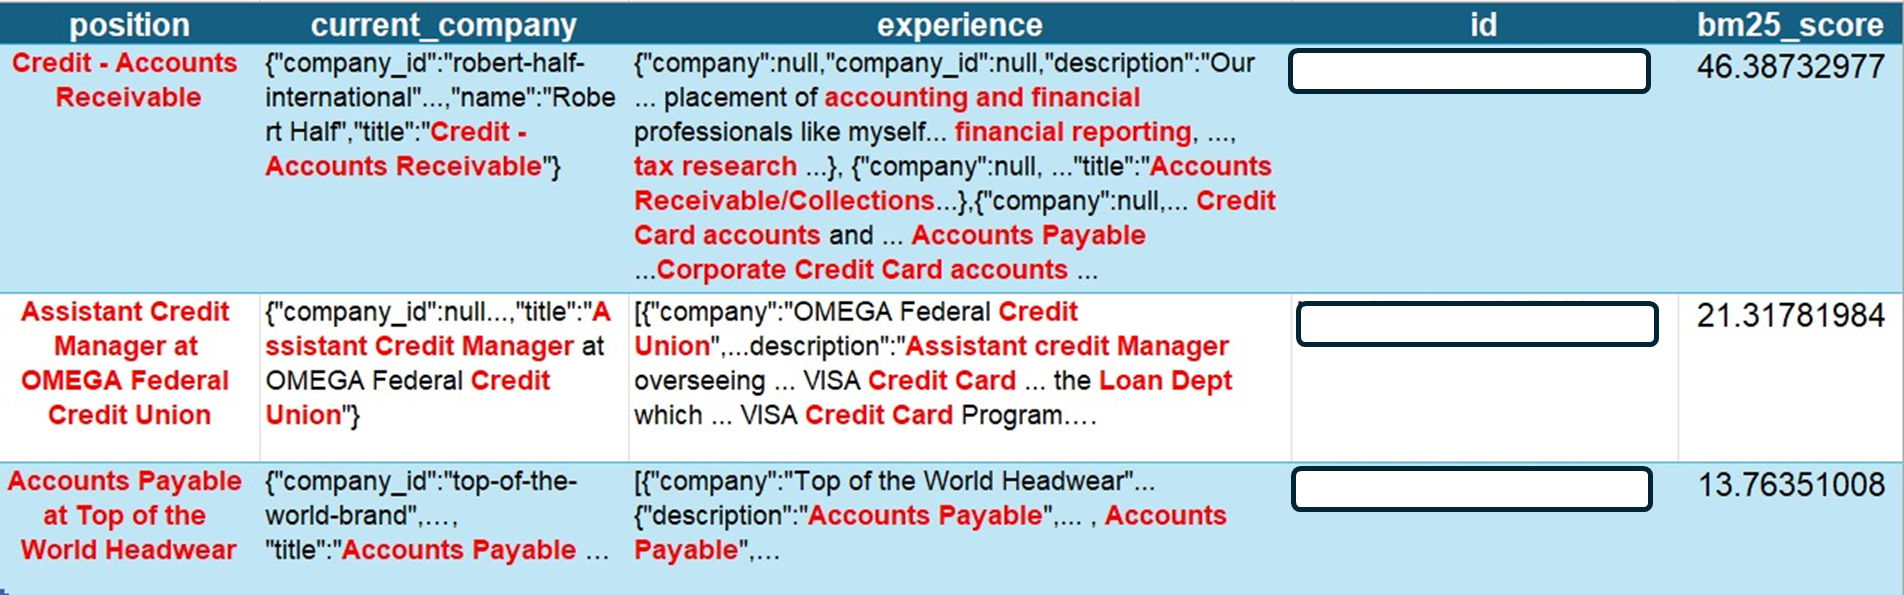 position current_company experience id bm25_score
Credit - Accounts
Receivable
{"company_id":"robert-half-
international"...,"name":"Robe
rt Half","title":"Credit -
Accounts Receivable"}
{"company":null,"company_id":null,"description":"Our
... placement of accounting and financial
professionals like myself... financial reporting, ...,
tax research ...}, {"company":null, ..."title":"Accounts
Receivable/Collections...},{"company":null,... Credit
Card accounts and ... Accounts Payable
...Corporate Credit Card accounts ...
46.38732977
Assistant Credit
Manager at
OMEGA Federal
Credit Union
{"company_id":null...,"title":"A
ssistant Credit Manager at
OMEGA Federal Credit
Union"}
[{"company":"OMEGA Federal Credit
Union",...description":"Assistant credit Manager
overseeing ... VISA Credit Card ... the Loan Dept
which ... VISA Credit Card Program....
21.31781984
Accounts Payable
at Top of the
World Headwear
{"company_id":"top-of-the-
world-brand",...,
"title":"Accounts Payable ...
[{"company":"Top of the World Headwear"...
{"description":"Accounts Payable",... , Accounts
Payable",...
13.76351008